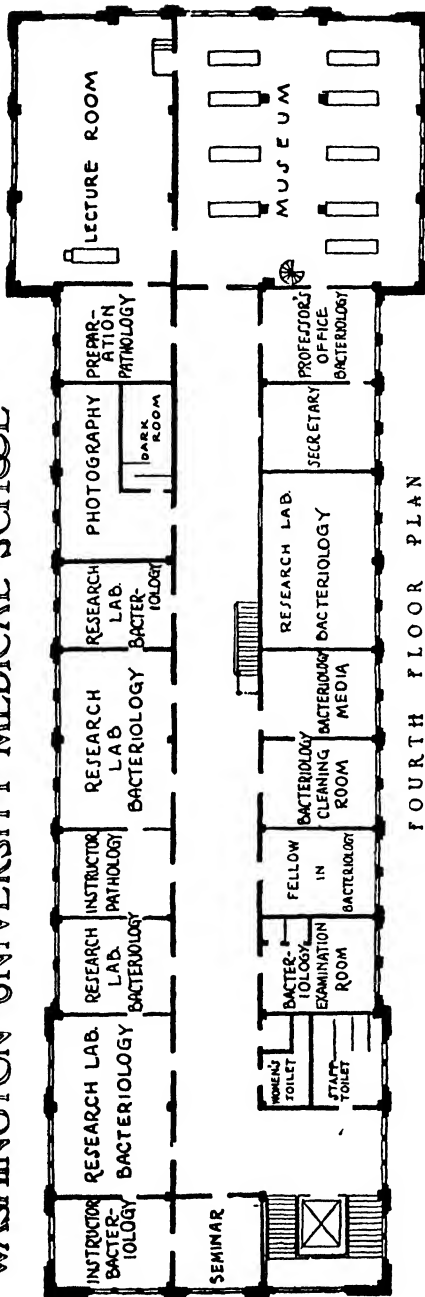 WASHINGTON UNIVERSITY MEDICAL SCHOOL
INSTRUCTOR
BACTER-
IOLOGY
RESEARCH LAB.
BACTERIOLOGY
RESEARCH
LAB.
BACTERIOLOGY
INSTRUCTOR
PATHOLOGY
RESEARCH
LAB
BACTERIOLOGY
RESEARCH
LAB.
BACTER-
IOLOGY
PHOTOGRAPHY
DARK
ROOM
PREPAR-
ATION
PATHOLOGY
LECTURE ROOM
SEMINAR
WOMEN'S
TOILET
STAFF
TOILET
BACTER-
IOLOGY
EXAMINATION
ROOM
FELLOW
IN
BACTERIOLOGY
BACTERIOLOGY
CLEANING
ROOM
BACTERIOLOGY
MEDIA
RESEARCH LAB.
BACTERIOLOGY
SECRETARY
PROFESSOR'S
OFFICE
BACTERIOLOGY
MUSEUM
FOURTH FLOOR PLAN